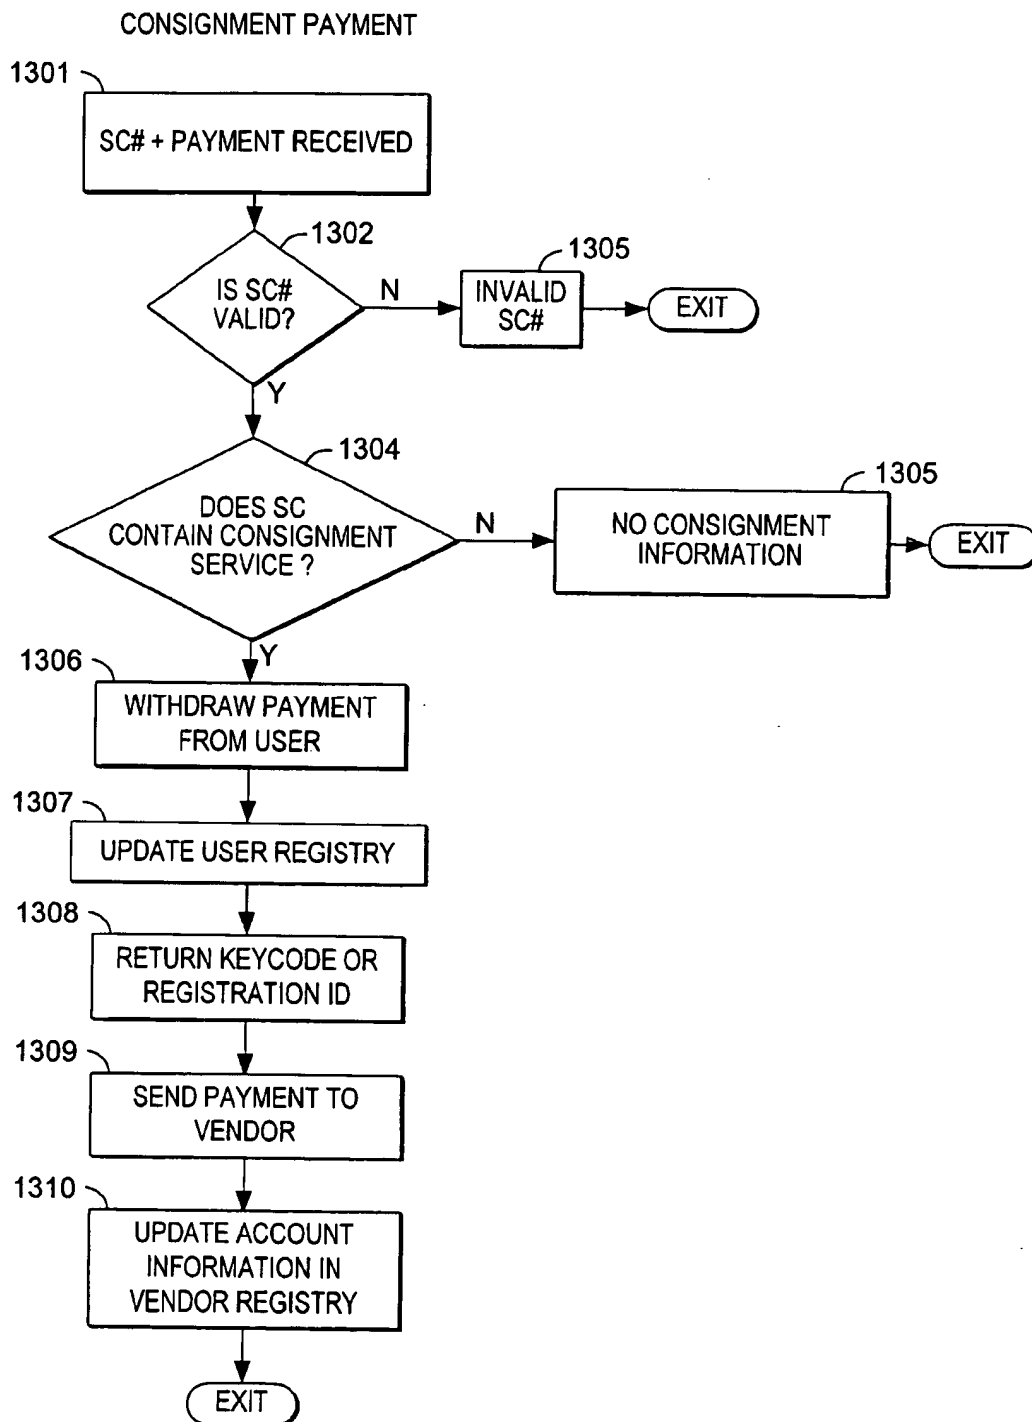 CONSIGNMENT PAYMENT
1301
SC# + PAYMENT RECEIVED
1302
IS SC#
VALID?
N
1305
INVALID
SC#
EXIT
Y
1304
DOES SC
CONTAIN CONSIGNMENT
SERVICE ?
N
1305
NO CONSIGNMENT
INFORMATION
EXIT
Y
1306
WITHDRAW PAYMENT
FROM USER
1307
UPDATE USER REGISTRY
1308
RETURN KEYCODE OR
REGISTRATION ID
1309
SEND PAYMENT TO
VENDOR
1310
UPDATE ACCOUNT
INFORMATION IN
VENDOR REGISTRY
EXIT